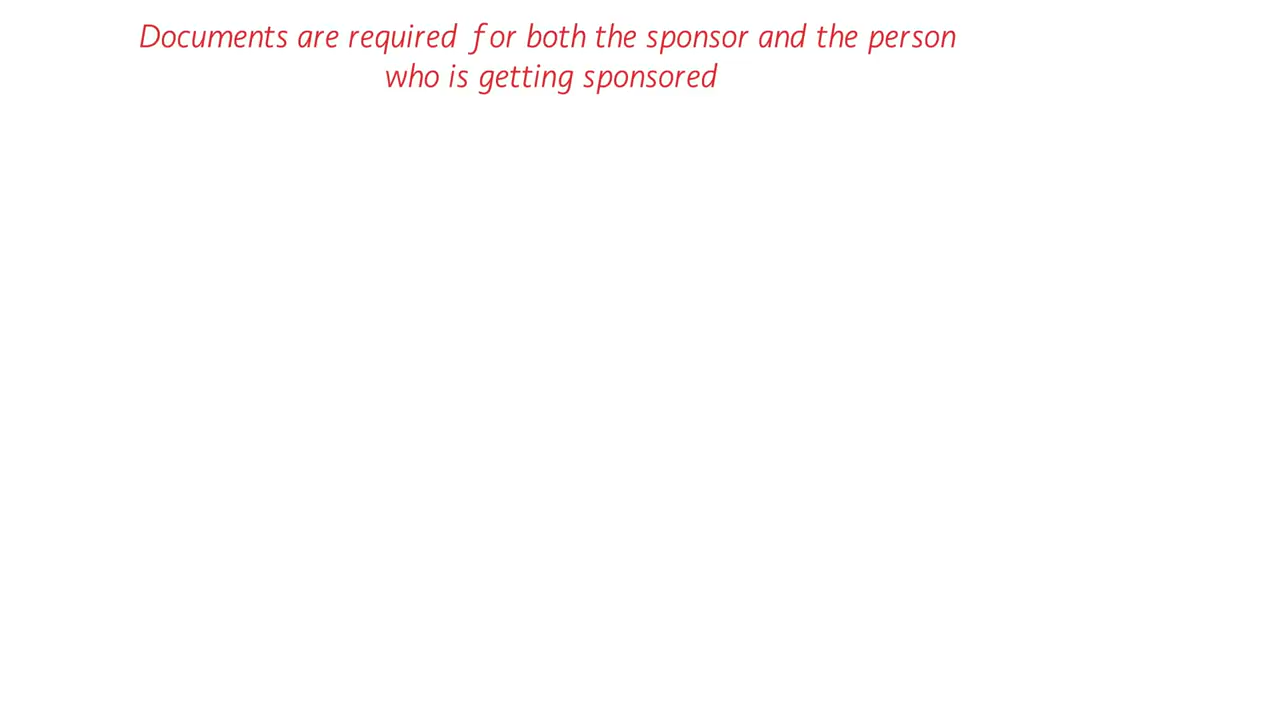 Documents are required for both the sponsor and the person
who is getting sponsored